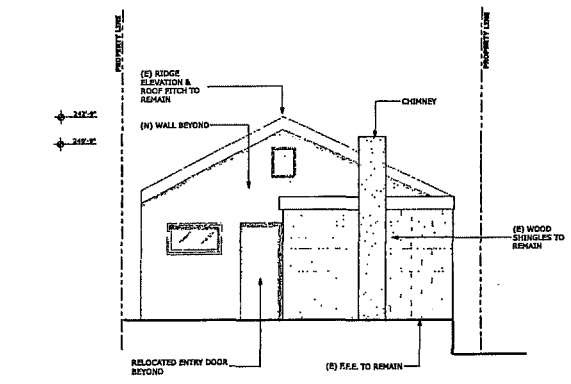 PROPERTY LINE
PROPERTY LINE
(E) RIDGE
ELEVATION &
ROOF PITCH TO
REMAIN
CHIMNEY
(N) WALL BEYOND
(E) WOOD
SHINGLES TO
REMAIN
RELOCATED ENTRY DOOR
BEYOND
(E) F.F.E. TO REMAIN